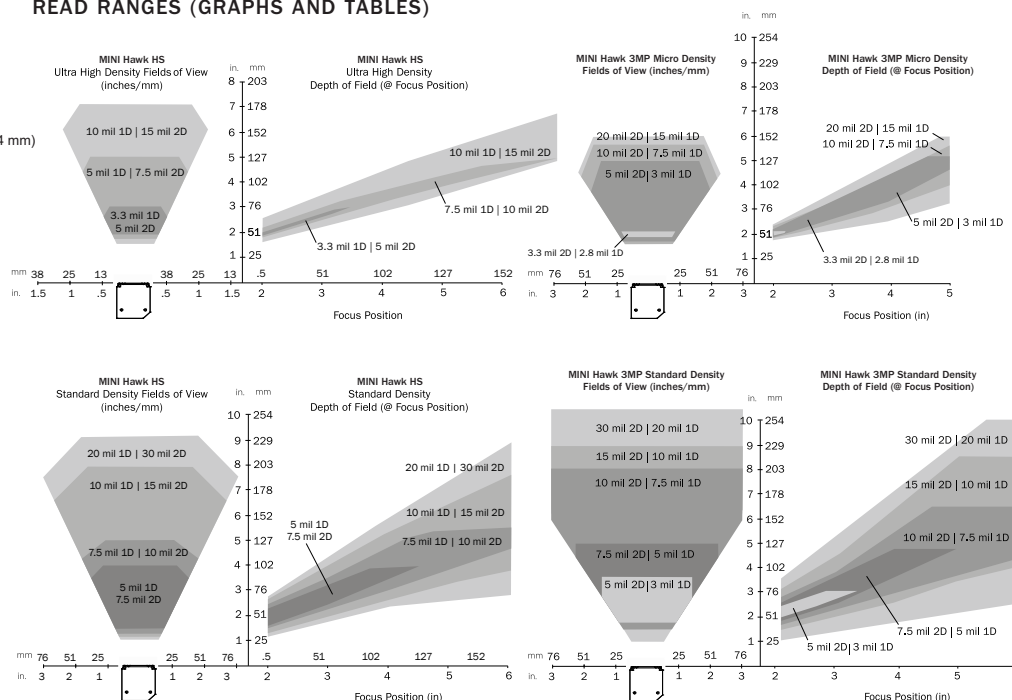 READ RANGES (GRAPHS AND TABLES)
4 mm)
MINI Hawk HS
Ultra High Density Fields of View
(inches/mm)
10 mil 1D | 15 mil 2D
5 mil 1D | 7.5 mil 2D
3.3 mil 1D
5 mil 2D
mm 38 25 13 38 25 13
in. 1.5 1 .5 .5 1 1.5
MINI Hawk HS
Ultra High Density
Depth of Field (@ Focus Position)
in. mm
8 203
7 178
6 152
5 127
4 102
3 76
2 51
1 25
10 mil 1D | 15 mil 2D
7.5 mil 1D | 10 mil 2D
3.3 mil 1D | 5 mil 2D
.5 51 102 127 152
2 3 4 5 6
Focus Position
MINI Hawk 3MP Micro Density
Fields of View (inches/mm)
20 mil 2D | 15 mil 1D
10 mil 2D | 7.5 mil 1D
5 mil 2D | 3 mil 1D
3.3 mil 2D | 2.8 mil 1D
mm 76 51 25 25 51 76
in. 3 2 1 1 2 3
MINI Hawk 3MP Micro Density
Depth of Field (@ Focus Position)
in. mm
10 254
9 229
8 203
7 178
6 152
5 127
4 102
3 76
2 51
1 25
20 mil 2D | 15 mil 1D
10 mil 2D | 7.5 mil 1D
5 mil 2D | 3 mil 1D
3.3 mil 2D | 2.8 mil 1D
2 3 4 5
Focus Position (in)
MINI Hawk HS
Standard Density Fields of View
(inches/mm)
20 mil 1D | 30 mil 2D
10 mil 1D | 15 mil 2D
7.5 mil 1D | 10 mil 2D
5 mil 1D
7.5 mil 2D
mm 76 51 25 25 51 76
in. 3 2 1 1 2 3
MINI Hawk HS
Standard Density
Depth of Field (@ Focus Position)
in. mm
10 254
9 229
8 203
7 178
6 152
5 127
4 102
3 76
2 51
1 25
20 mil 1D | 30 mil 2D
10 mil 1D | 15 mil 2D
7.5 mil 1D | 10 mil 2D
5 mil 1D
7.5 mil 2D
.5 51 102 127 152
2 3 4 5 6
Focus Position (in)
MINI Hawk 3MP Standard Density
Fields of View (inches/mm)
30 mil 2D | 20 mil 1D
15 mil 2D | 10 mil 1D
10 mil 2D | 7.5 mil 1D
7.5 mil 2D | 5 mil 1D
5 mil 2D | 3 mil 1D
mm 76 51 25 25 51 76
in. 3 2 1 1 2 3
MINI Hawk 3MP Standard Density
Depth of Field (@ Focus Position)
in. mm
10 254
9 229
8 203
7 178
6 152
5 127
4 102
3 76
2 51
1 25
30 mil 2D | 20 mil 1D
15 mil 2D | 10 mil 1D
10 mil 2D | 7.5 mil 1D
7.5 mil 2D | 5 mil 1D
5 mil 2D | 3 mil 1D
2 3 4 5
Focus Position (in)